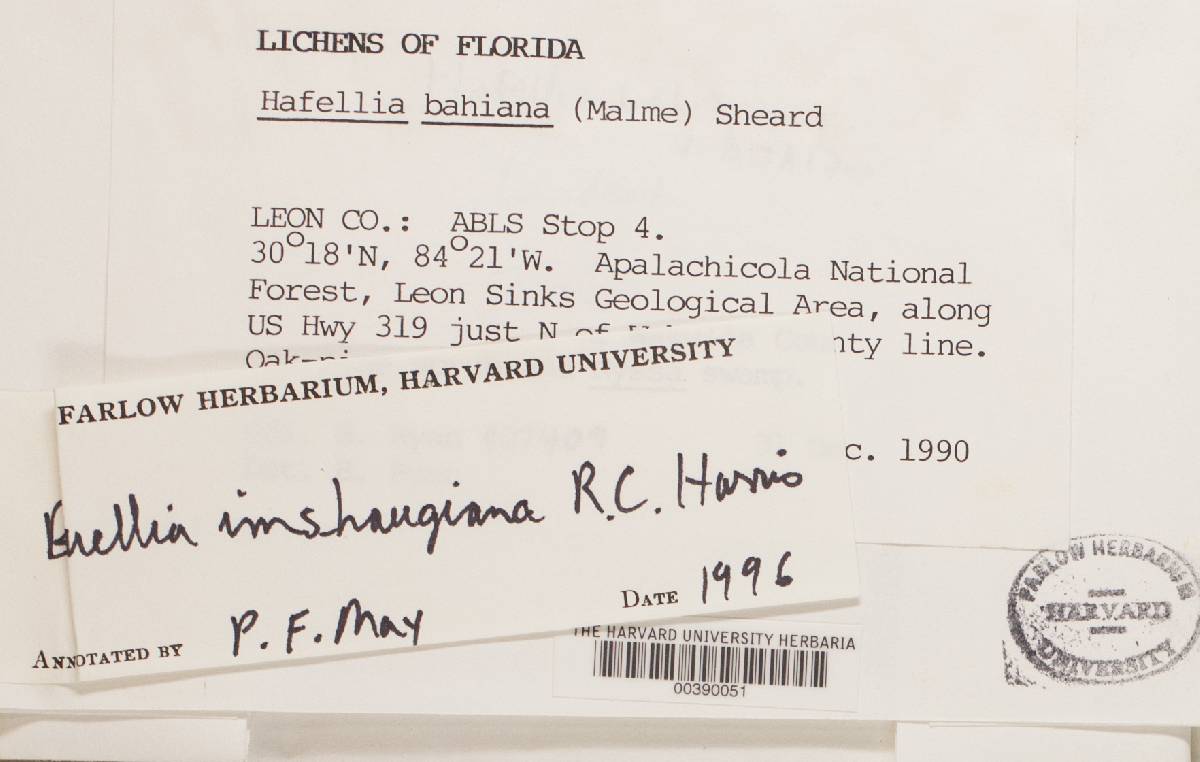 LICHENS OF FLORIDA
Hafellia bahiana (Malme) Sheard
LEON CO.: ABLS Stop 4.
30°18'N, 84°21'W. Apalachicola National
Forest, Leon Sinks Geological Area, along
US Hwy 319 just N of nty line.
c. 1990
FARLOW HERBARIUM, HARVARD UNIVERSITY
imshaugiana R.C. Harris
ANNOTATED BY P. F. May
DATE 1996
THE HARVARD UNIVERSITY HERBARIA
00390051
FARLOW HERBARIUM
HARVARD
UNIVERSITY